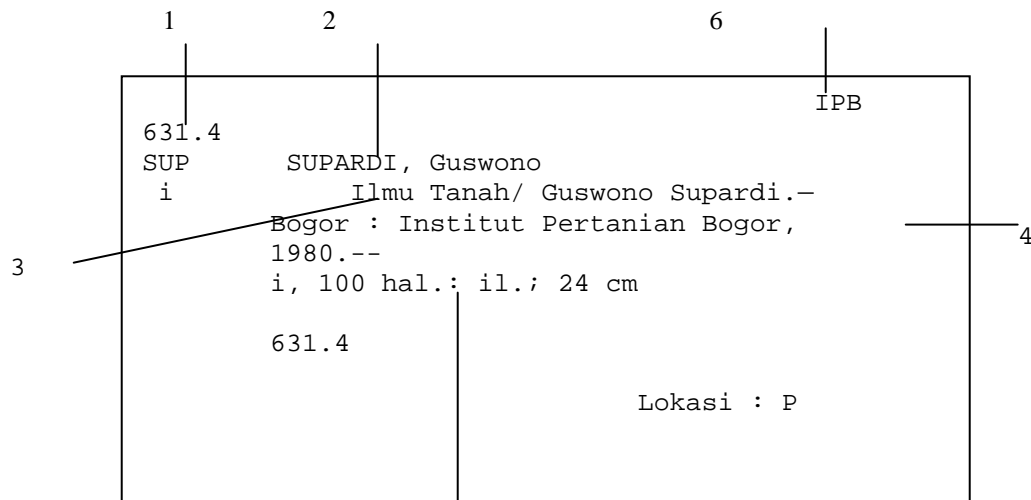 1 2 6
IPB
631.4
SUP SUPARDI, Guswono
i Ilmu Tanah/ Guswono Supardi.—
Bogor : Institut Pertanian Bogor,
4
1980.--
3
i, 100 hal.: il.; 24 cm
631.4
Lokasi : P